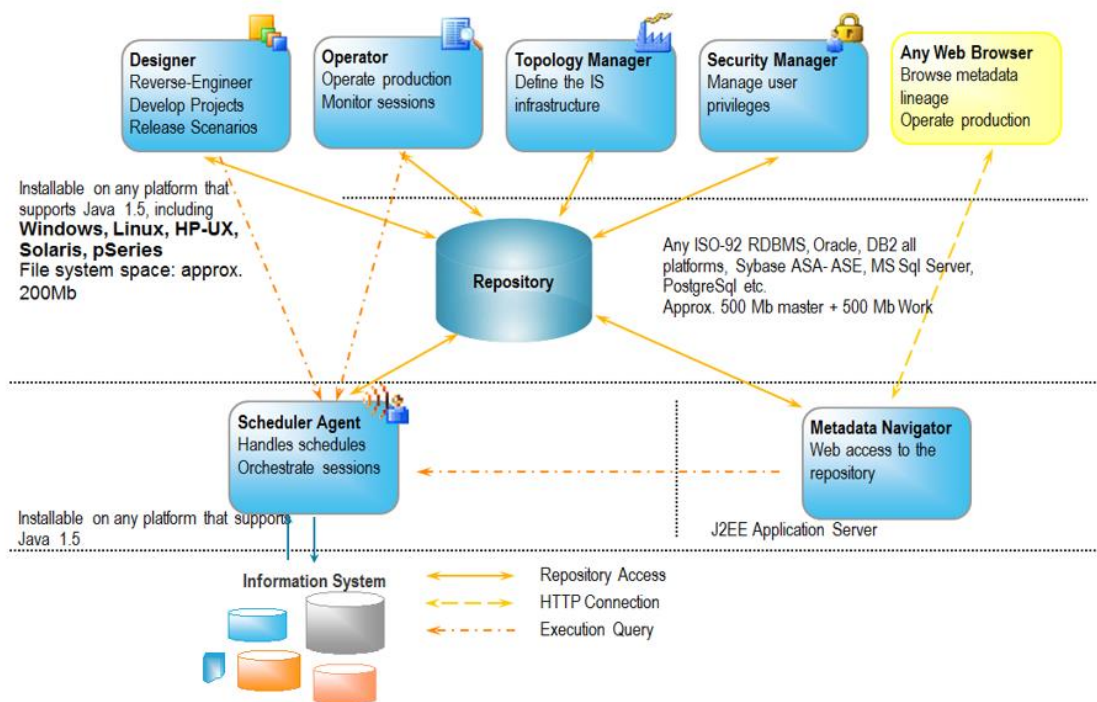 Designer
Reverse-Engineer
Develop Projects
Release Scenarios
Operator
Operate production
Monitor sessions
Topology Manager
Define the IS
infrastructure
Security Manager
Manage user
privileges
Any Web Browser
Browse metadata
lineage
Operate production
Installable on any platform that
supports Java 1.5, including
Windows, Linux, HP-UX,
Solaris, pSeries
File system space: approx.
200Mb
Repository
Any ISO-92 RDBMS, Oracle, DB2 all
platforms, Sybase ASA- ASE, MS Sql Server,
PostgreSql etc.
Approx. 500 Mb master + 500 Mb Work
Scheduler Agent
Handles schedules
Orchestrate sessions
Metadata Navigator
Web access to the
repository
Installable on any platform that supports
Java 1.5
J2EE Application Server
Information System
Repository Access
HTTP Connection
Execution Query